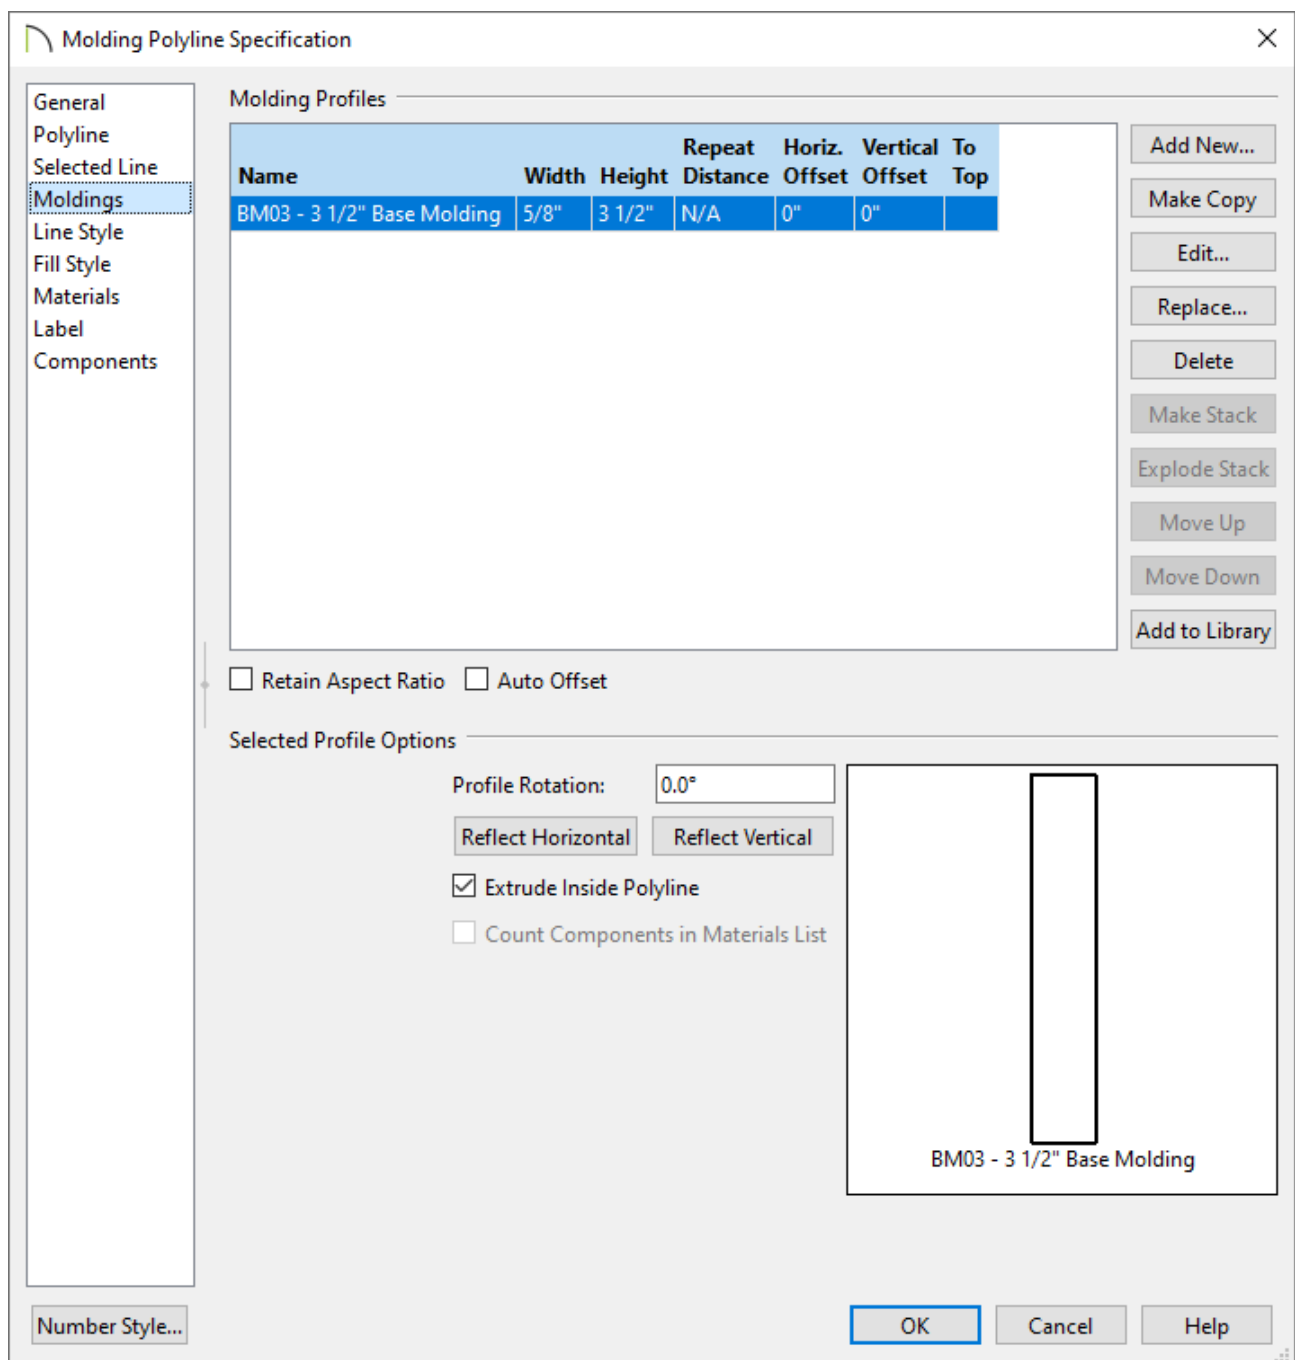 Molding Polyline Specification
General
Polyline
Selected Line
Moldings
Line Style
Fill Style
Materials
Label
Components
Molding Profiles
Name Width Height Repeat Distance Horiz. Offset Vertical Offset To Top
BM03 - 3 1/2" Base Molding 5/8" 3 1/2" N/A 0" 0"
Add New...
Make Copy
Edit...
Replace...
Delete
Make Stack
Explode Stack
Move Up
Move Down
Add to Library
Retain Aspect Ratio Auto Offset
Selected Profile Options
Profile Rotation: 0.0°
Reflect Horizontal Reflect Vertical
Extrude Inside Polyline
Count Components in Materials List
BM03 - 3 1/2" Base Molding
Number Style... OK Cancel Help